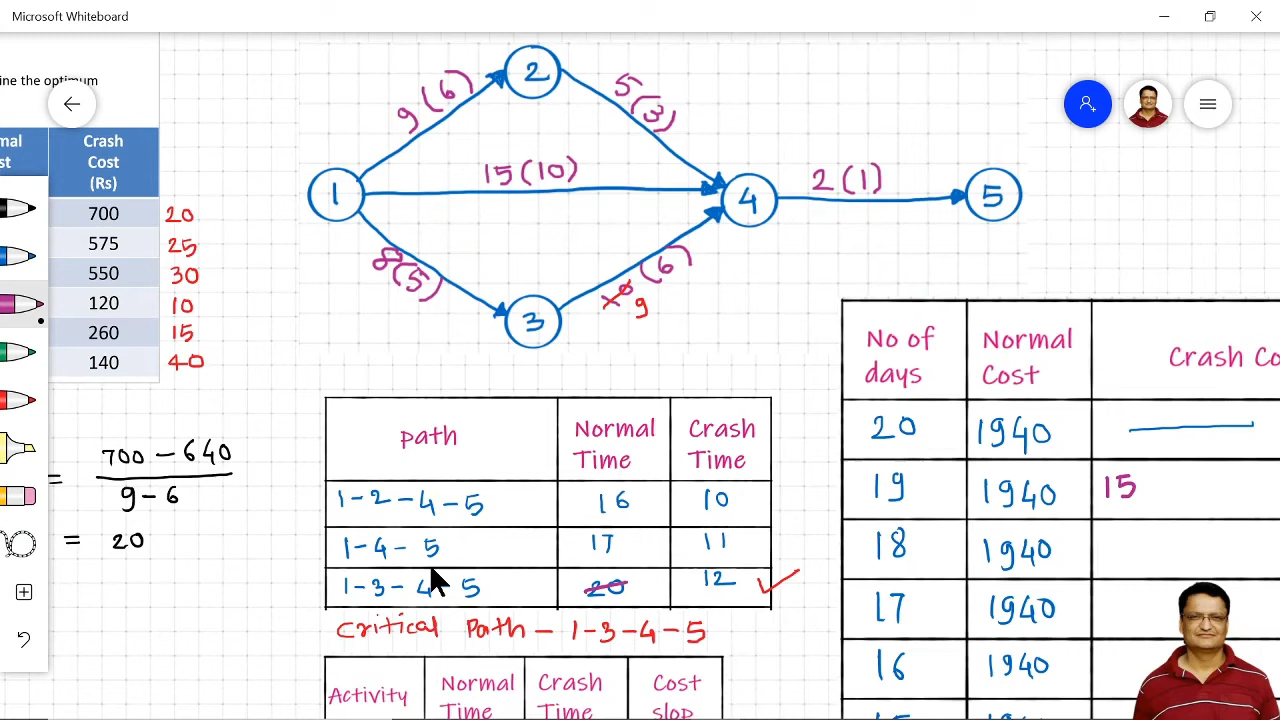 Microsoft Whiteboard
ine the optimum
mal Crash
st Cost
(Rs)
700 20
575 25
550 30
120 10
260 15
140 40
= 700 - 640
9 - 6
= 20
2
9 (6)
5 (3)
15 (10)
2 (1)
1
4
5
8 (5)
(6)
9
3
path Normal Time Crash Time
1 - 2 - 4 - 5 16 10
1 - 4 - 5 17 11
1 - 3 - 4 - 5 20 12 ✓
Critical Path - 1 - 3 - 4 - 5
Activity Normal Time Crash Time Cost slop
No of days Normal Cost Crash Co
20 1940
19 1940 15
18 1940
17 1940
16 1940